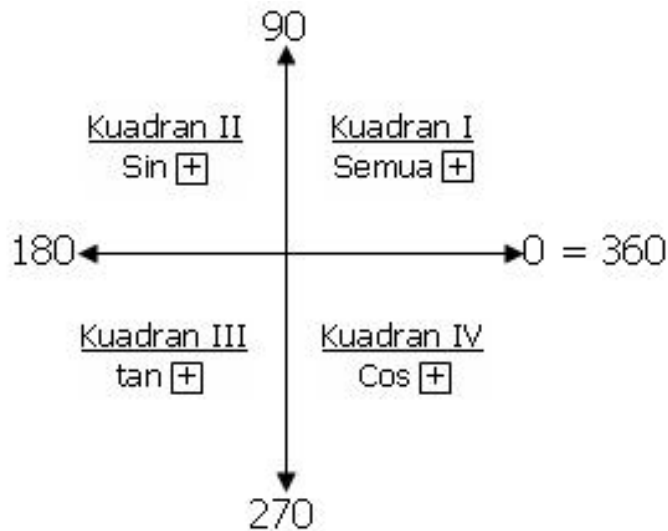 90
Kuadran II
Sin +
Kuadran I
Semua +
180
0 = 360
Kuadran III
tan +
Kuadran IV
Cos +
270